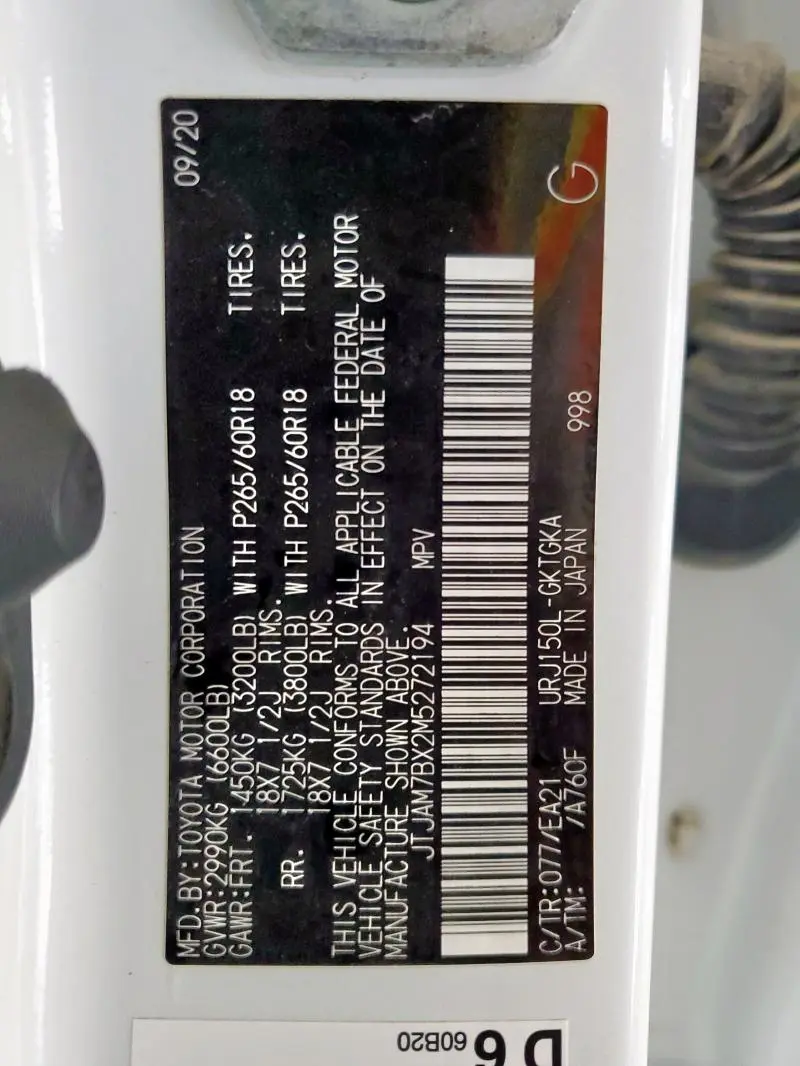 09/20
MFD.BY:TOYOTA MOTOR CORPORATION
GVWR:2990KG (6600LB)
GAWR:FRT. 1450KG (3200LB) WITH P265/60R18 TIRES.
18X7 1/2J RIMS.
RR. 1725KG (3800LB) WITH P265/60R18 TIRES.
18X7 1/2J RIMS.
THIS VEHICLE CONFORMS TO ALL APPLICABLE FEDERAL MOTOR
VEHICLE SAFETY STANDARDS IN EFFECT ON THE DATE OF
MANUFACTURE SHOWN ABOVE.
JTJAM7BX2M5272194 MPV
C/TR:077/EA21 URJ150L-GKTGKA
A/TM: /A760F MADE IN JAPAN 998 G
60B20